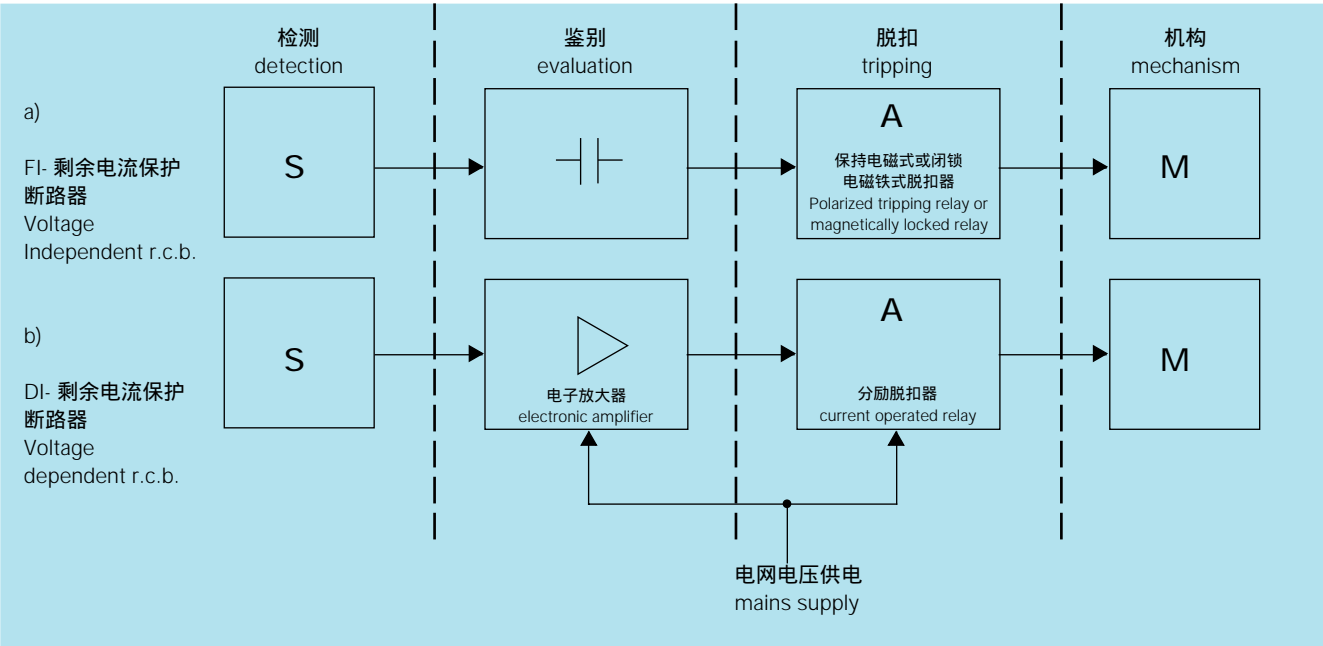 检测
detection
鉴别
evaluation
脱扣
tripping
机构
mechanism
a)
FI- 剩余电流保护
断路器
Voltage
Independent r.c.b.
S
A
保持电磁式或闭锁
电磁铁式脱扣器
Polarized tripping relay or
magnetically locked relay
M
b)
DI- 剩余电流保护
断路器
Voltage
dependent r.c.b.
S
电子放大器
electronic amplifier
A
分励脱扣器
current operated relay
M
电网电压供电
mains supply